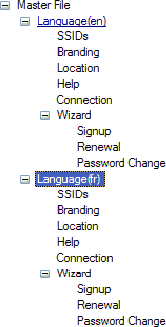 Master File
Language(en)
SSIDs
Branding
Location
Help
Connection
Wizard
Signup
Renewal
Password Change
Language(fr)
SSIDs
Branding
Location
Help
Connection
Wizard
Signup
Renewal
Password Change